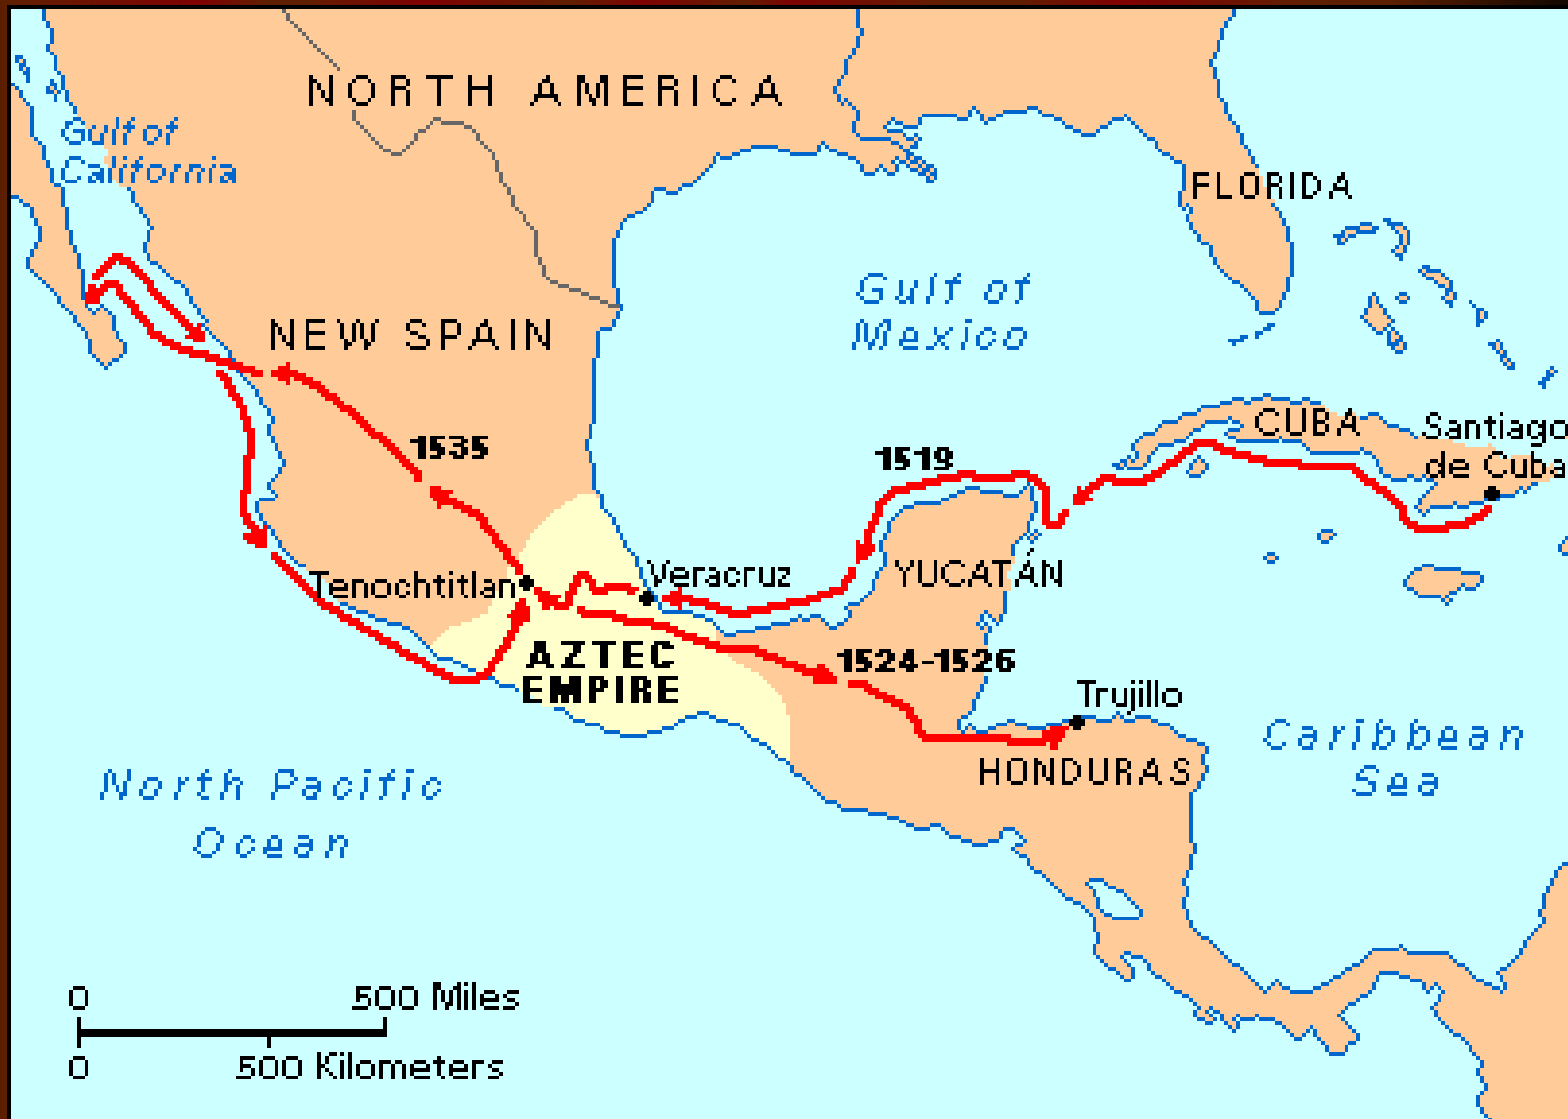 NORTH AMERICA
Gulf of
California
FLORIDA
Gulf of
Mexico
NEW SPAIN
CUBA
Santiago
de Cuba
1535
1519
Tenochtitlan
Veracruz
YUCATÁN
AZTEC
EMPIRE
1524-1526
Trujillo
HONDURAS
Caribbean
Sea
North Pacific
Ocean
0
500 Miles
0
500 Kilometers